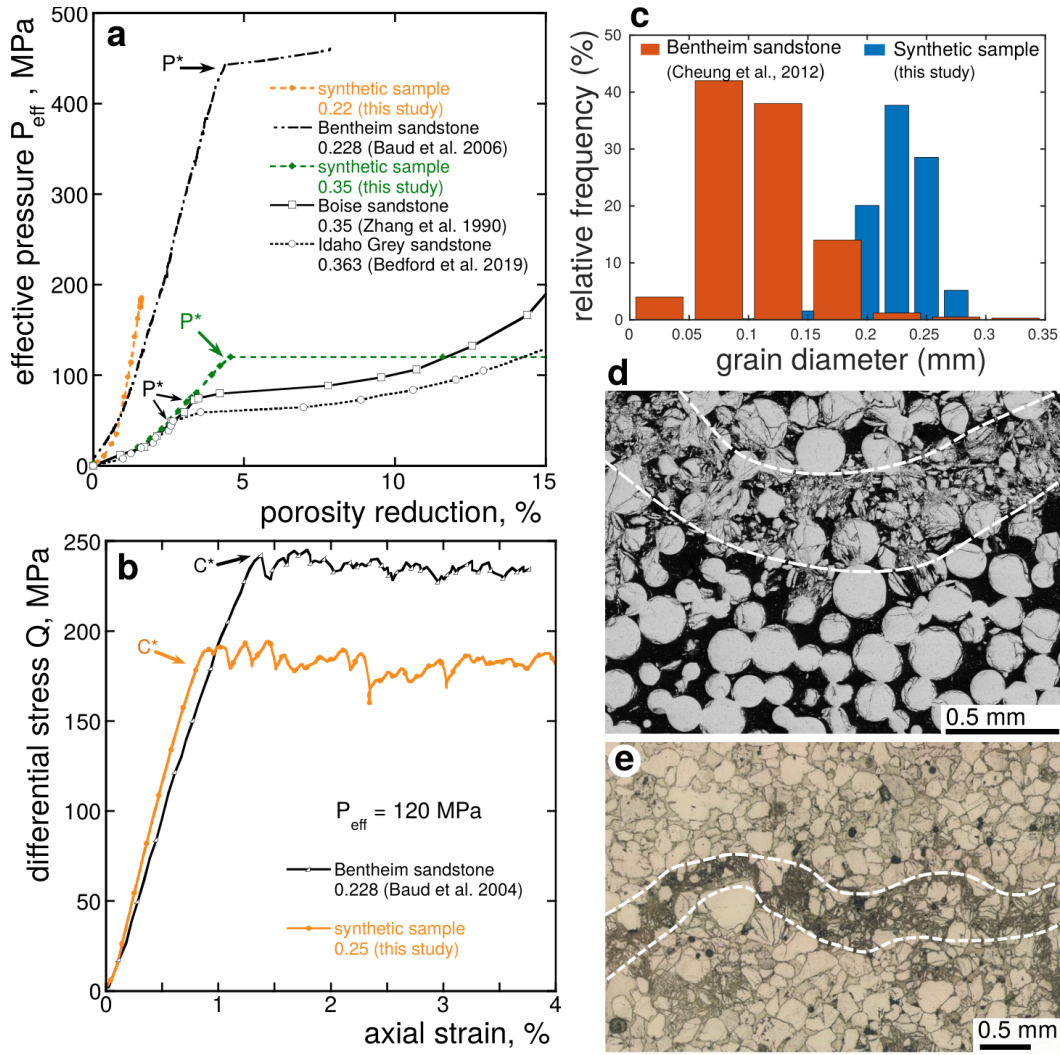 a
effective pressure Peff , MPa
500
400
300
200
100
0
P*
P*
P*
synthetic sample
0.22 (this study)
Bentheim sandstone
0.228 (Baud et al. 2006)
synthetic sample
0.35 (this study)
Boise sandstone
0.35 (Zhang et al. 1990)
Idaho Grey sandstone
0.363 (Bedford et al. 2019)
0
5
10
15
porosity reduction, %
b
differential stress Q, MPa
250
200
150
100
50
0
C*
C*
Peff = 120 MPa
Bentheim sandstone
0.228 (Baud et al. 2004)
synthetic sample
0.25 (this study)
0
1
2
3
4
axial strain, %
c
relative frequency (%)
50
40
30
20
10
0
Bentheim sandstone
(Cheung et al., 2012)
Synthetic sample
(this study)
0
0.05
0.1
0.15
0.2
0.25
0.3
0.35
grain diameter (mm)
d
0.5 mm
e
0.5 mm